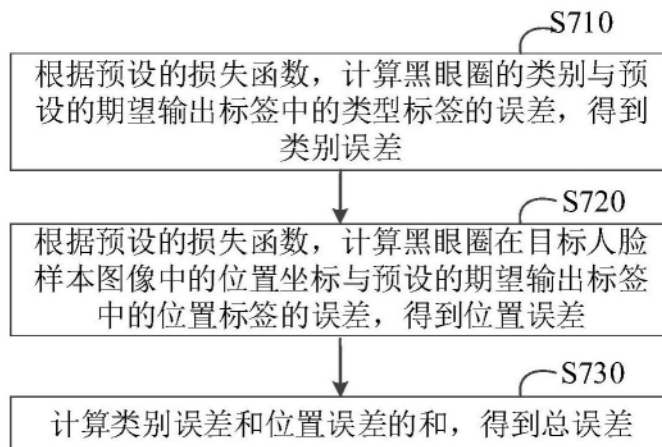 S710
根据预设的损失函数，计算黑眼圈的类别与预
设的期望输出标签中的类型标签的误差，得到
类别误差
S720
根据预设的损失函数，计算黑眼圈在目标人脸
样本图像中的位置坐标与预设的期望输出标签
中的位置标签的误差，得到位置误差
S730
计算类别误差和位置误差的和，得到总误差